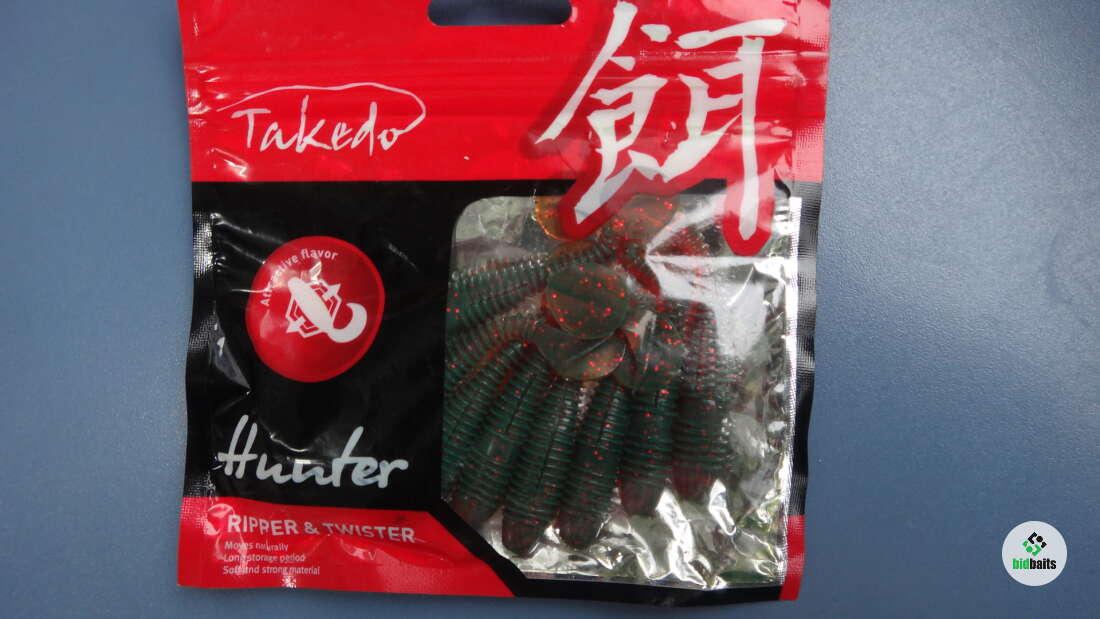 Takedo
餌
Attractive flavor
Hunter
RIPPER & TWISTER
Moves naturally
Long storage period
Soft and strong material
bidbaits